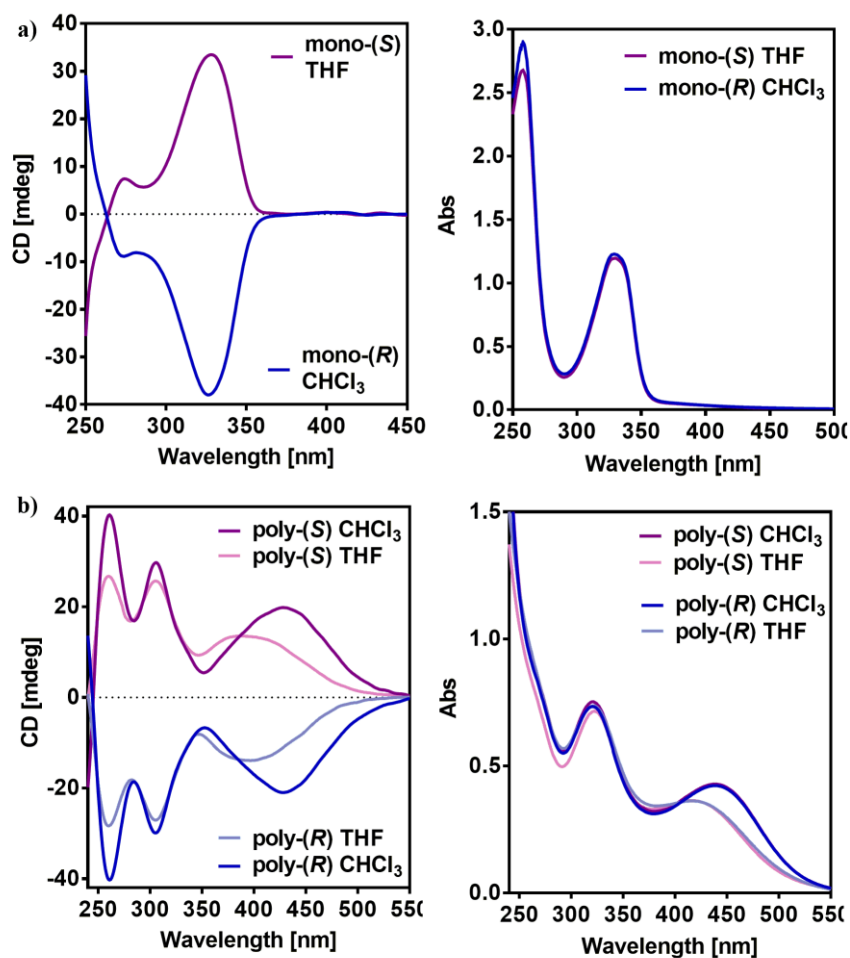 a)
mono-(S)
THF
mono-(R)
CHCl₃
CD [mdeg]
40
30
20
10
0
-10
-20
-30
-40
250
300
350
400
450
Wavelength [nm]
mono-(S) THF
mono-(R) CHCl₃
Abs
3.0
2.5
2.0
1.5
1.0
0.5
0.0
250
300
350
400
450
500
Wavelength [nm]
b)
poly-(S) CHCl₃
poly-(S) THF
poly-(R) THF
poly-(R) CHCl₃
CD [mdeg]
40
20
0
-20
-40
250
300
350
400
450
500
550
Wavelength [nm]
poly-(S) CHCl₃
poly-(S) THF
poly-(R) CHCl₃
poly-(R) THF
Abs
1.5
1.0
0.5
0.0
250
300
350
400
450
500
550
Wavelength [nm]